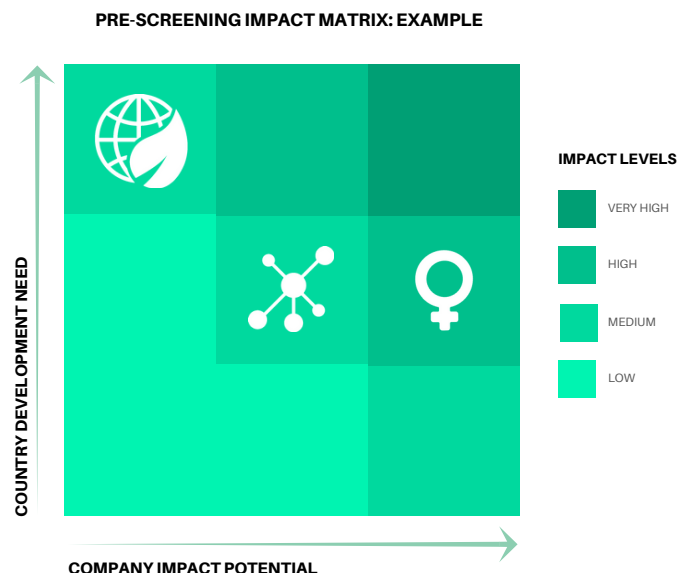 PRE-SCREENING IMPACT MATRIX: EXAMPLE
COUNTRY DEVELOPMENT NEED
IMPACT LEVELS
VERY HIGH
HIGH
MEDIUM
LOW
COMPANY IMPACT POTENTIAL